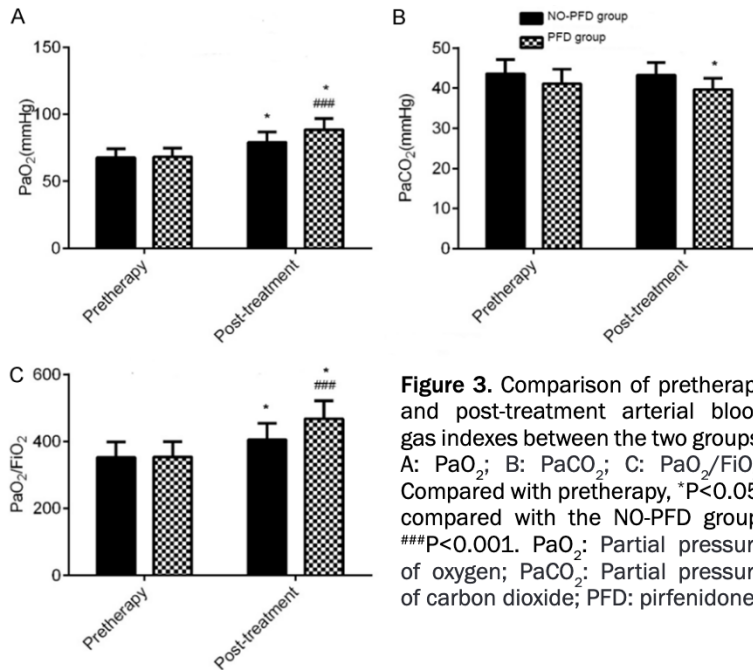 A
150
100
50
0
PaO2(mmHg)
*
*
###
Pretherapy
Post-treatment
B
NO-PFD group
PFD group
50
40
30
20
10
0
PaCO2(mmHg)
*
Pretherapy
Post-treatment
C
600
400
200
0
PaO2/FiO2
*
*
###
Pretherapy
Post-treatment
Figure 3. Comparison of pretherap
and post-treatment arterial bloo
gas indexes between the two groups
A: PaO2; B: PaCO2; C: PaO2/FiO
Compared with pretherapy, *P<0.05
compared with the NO-PFD group
###P<0.001. PaO2: Partial pressur
of oxygen; PaCO2: Partial pressur
of carbon dioxide; PFD: pirfenidone